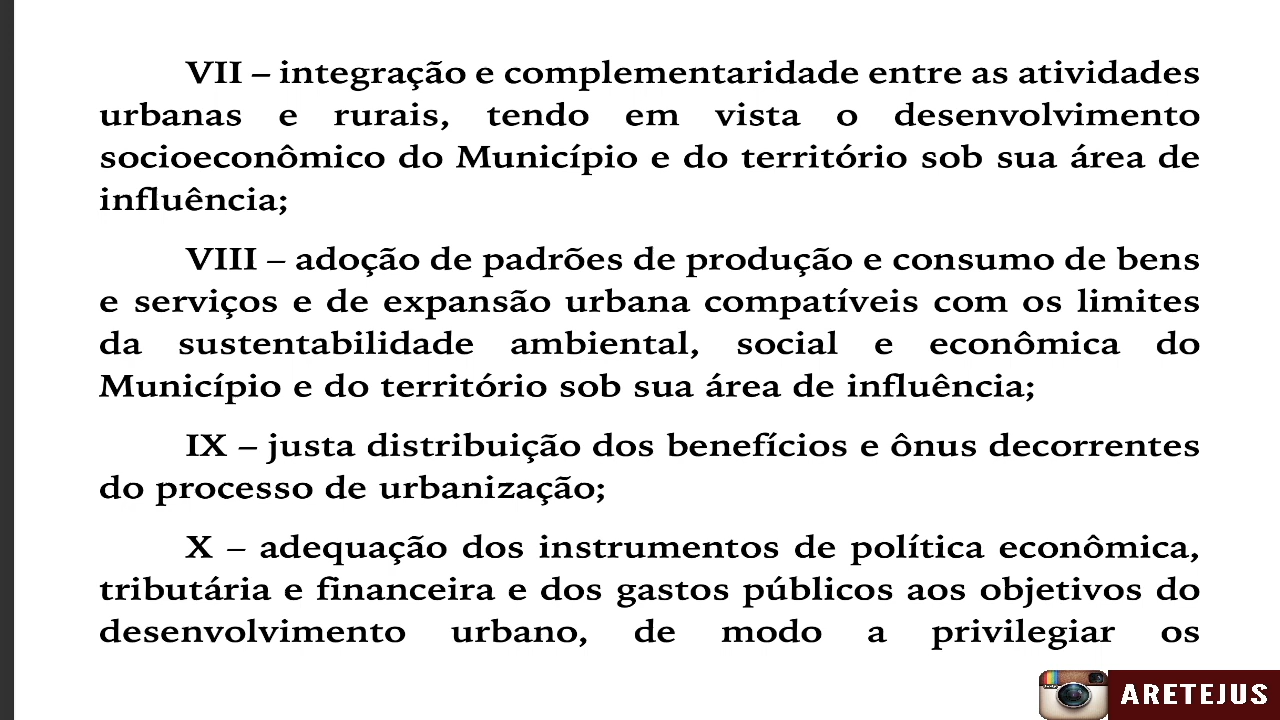 VII – integração e complementaridade entre as atividades
urbanas e rurais, tendo em vista o desenvolvimento
socioeconômico do Município e do território sob sua área de
influência;
VIII – adoção de padrões de produção e consumo de bens
e serviços e de expansão urbana compatíveis com os limites
da sustentabilidade ambiental, social e econômica do
Município e do território sob sua área de influência;
IX – justa distribuição dos benefícios e ônus decorrentes
do processo de urbanização;
X – adequação dos instrumentos de política econômica,
tributária e financeira e dos gastos públicos aos objetivos do
desenvolvimento urbano, de modo a privilegiar os
ARETEJUS